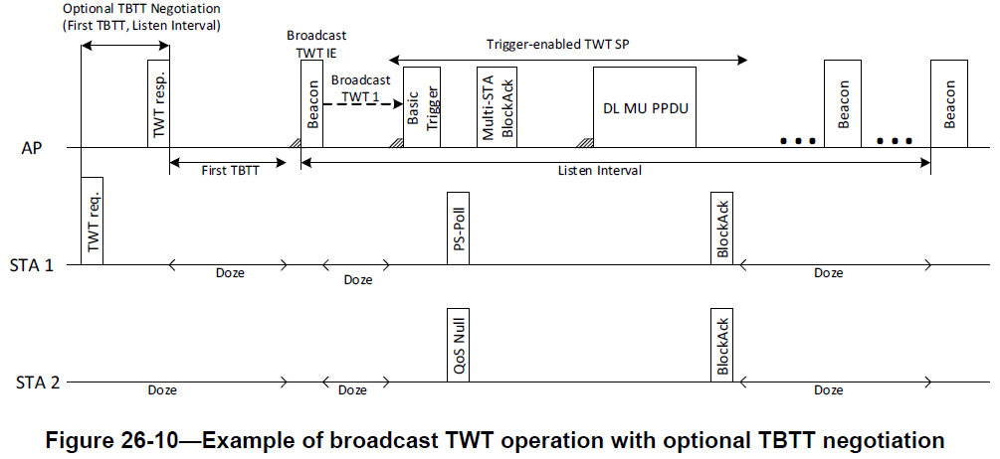 Optional TBTT Negotiation
(First TBTT, Listen Interval)
Broadcast
TWT IE
Trigger-enabled TWT SP
Broadcast
TWT 1
TWT resp.
Beacon
Basic
Trigger
Multi-STA
BlockAck
DL MU PPDU
Beacon
Beacon
AP
First TBTT
Listen Interval
TWT req.
PS-Poll
BlockAck
STA 1
Doze
Doze
Doze
QoS Null
BlockAck
STA 2
Doze
Doze
Doze
Figure 26-10—Example of broadcast TWT operation with optional TBTT negotiation